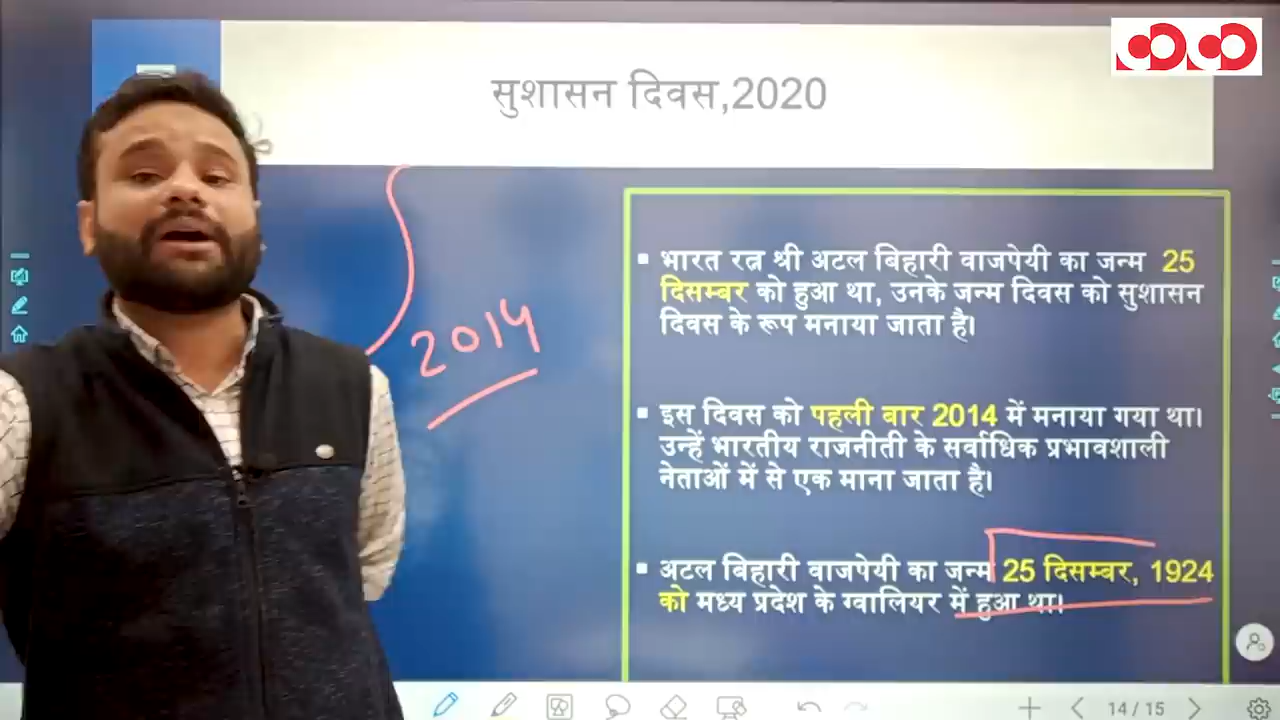 सुशासन दिवस,2020
2014
भारत रत्न श्री अटल बिहारी वाजपेयी का जन्म 25
दिसम्बर को हुआ था, उनके जन्म दिवस को सुशासन
दिवस के रूप मनाया जाता है।
इस दिवस को पहली बार 2014 में मनाया गया था।
उन्हें भारतीय राजनीती के सर्वाधिक प्रभावशाली
नेताओं में से एक माना जाता है।
अटल बिहारी वाजपेयी का जन्म 25 दिसम्बर, 1924
को मध्य प्रदेश के ग्वालियर में हुआ था।
14 / 15